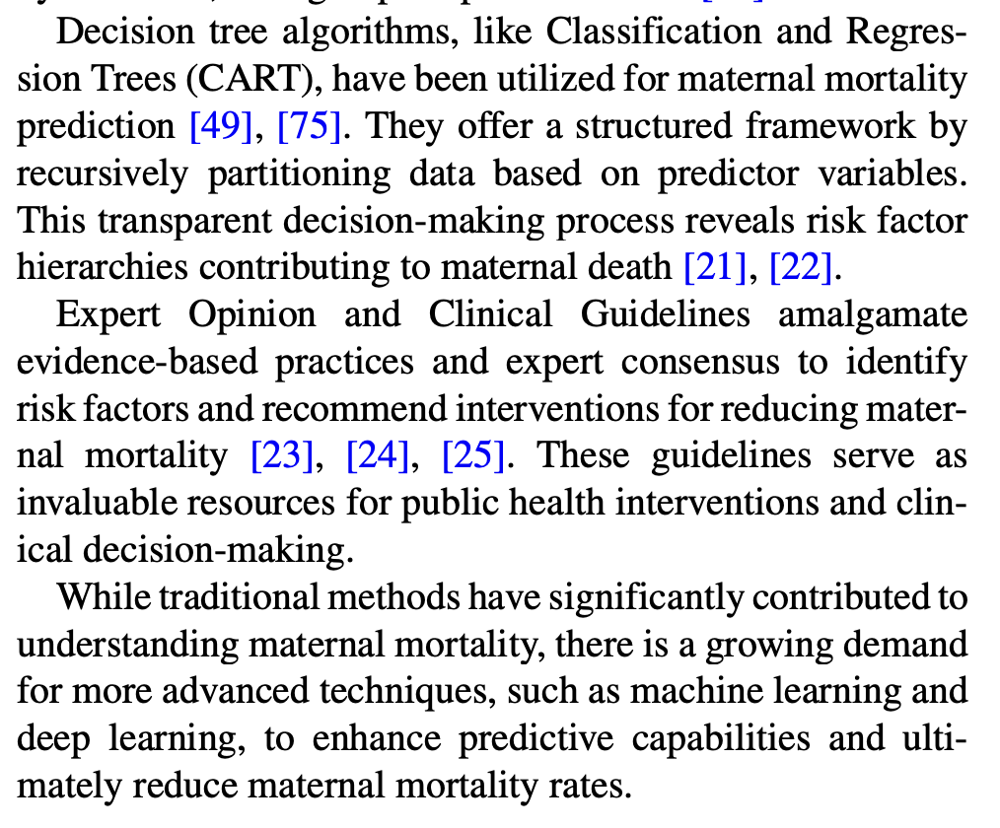 Decision tree algorithms, like Classification and Regres-
sion Trees (CART), have been utilized for maternal mortality
prediction [49], [75]. They offer a structured framework by
recursively partitioning data based on predictor variables.
This transparent decision-making process reveals risk factor
hierarchies contributing to maternal death [21], [22].
Expert Opinion and Clinical Guidelines amalgamate
evidence-based practices and expert consensus to identify
risk factors and recommend interventions for reducing mater-
nal mortality [23], [24], [25]. These guidelines serve as
invaluable resources for public health interventions and clin-
ical decision-making.
While traditional methods have significantly contributed to
understanding maternal mortality, there is a growing demand
for more advanced techniques, such as machine learning and
deep learning, to enhance predictive capabilities and ulti-
mately reduce maternal mortality rates.